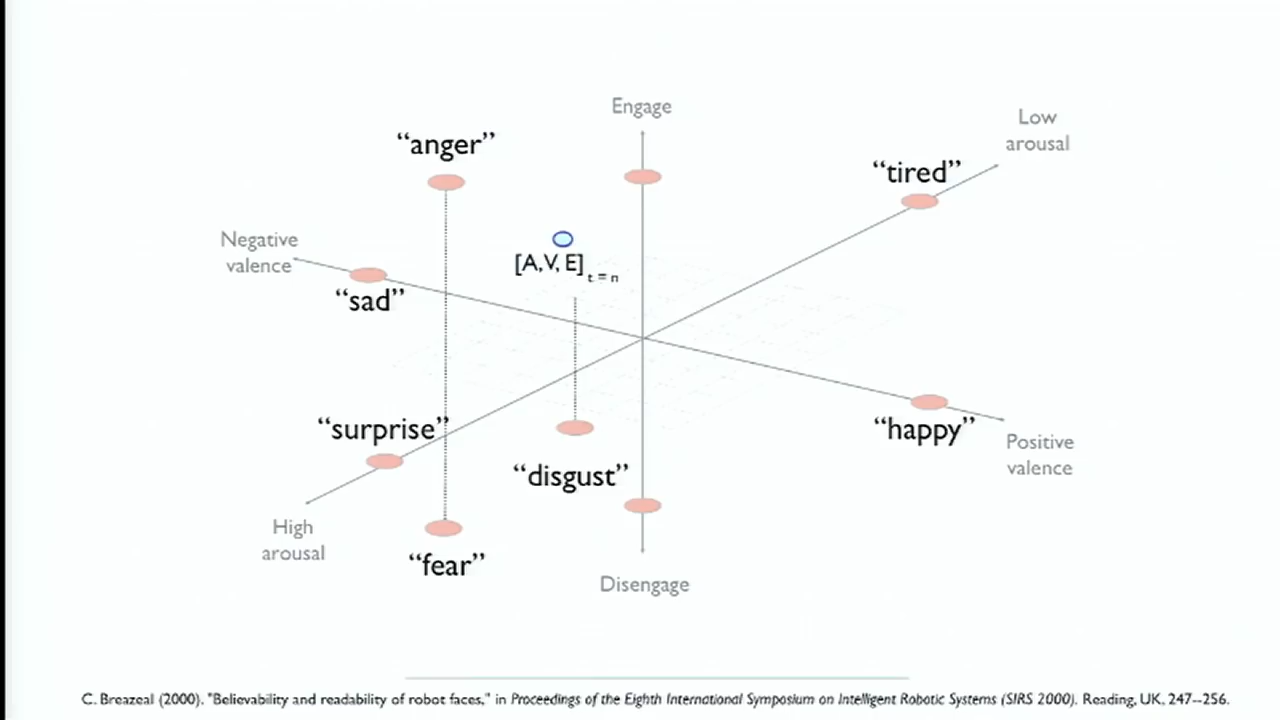 Engage
Low
arousal
“anger”
“tired”
Negative
valence
[A,V, E] t = n
“sad”
“surprise”
“happy”
Positive
valence
“disgust”
High
arousal
“fear”
Disengage
C. Breazeal (2000). "Believability and readability of robot faces," in Proceedings of the Eighth International Symposium on Intelligent Robotic Systems (SIRS 2000). Reading, UK, 247--256.